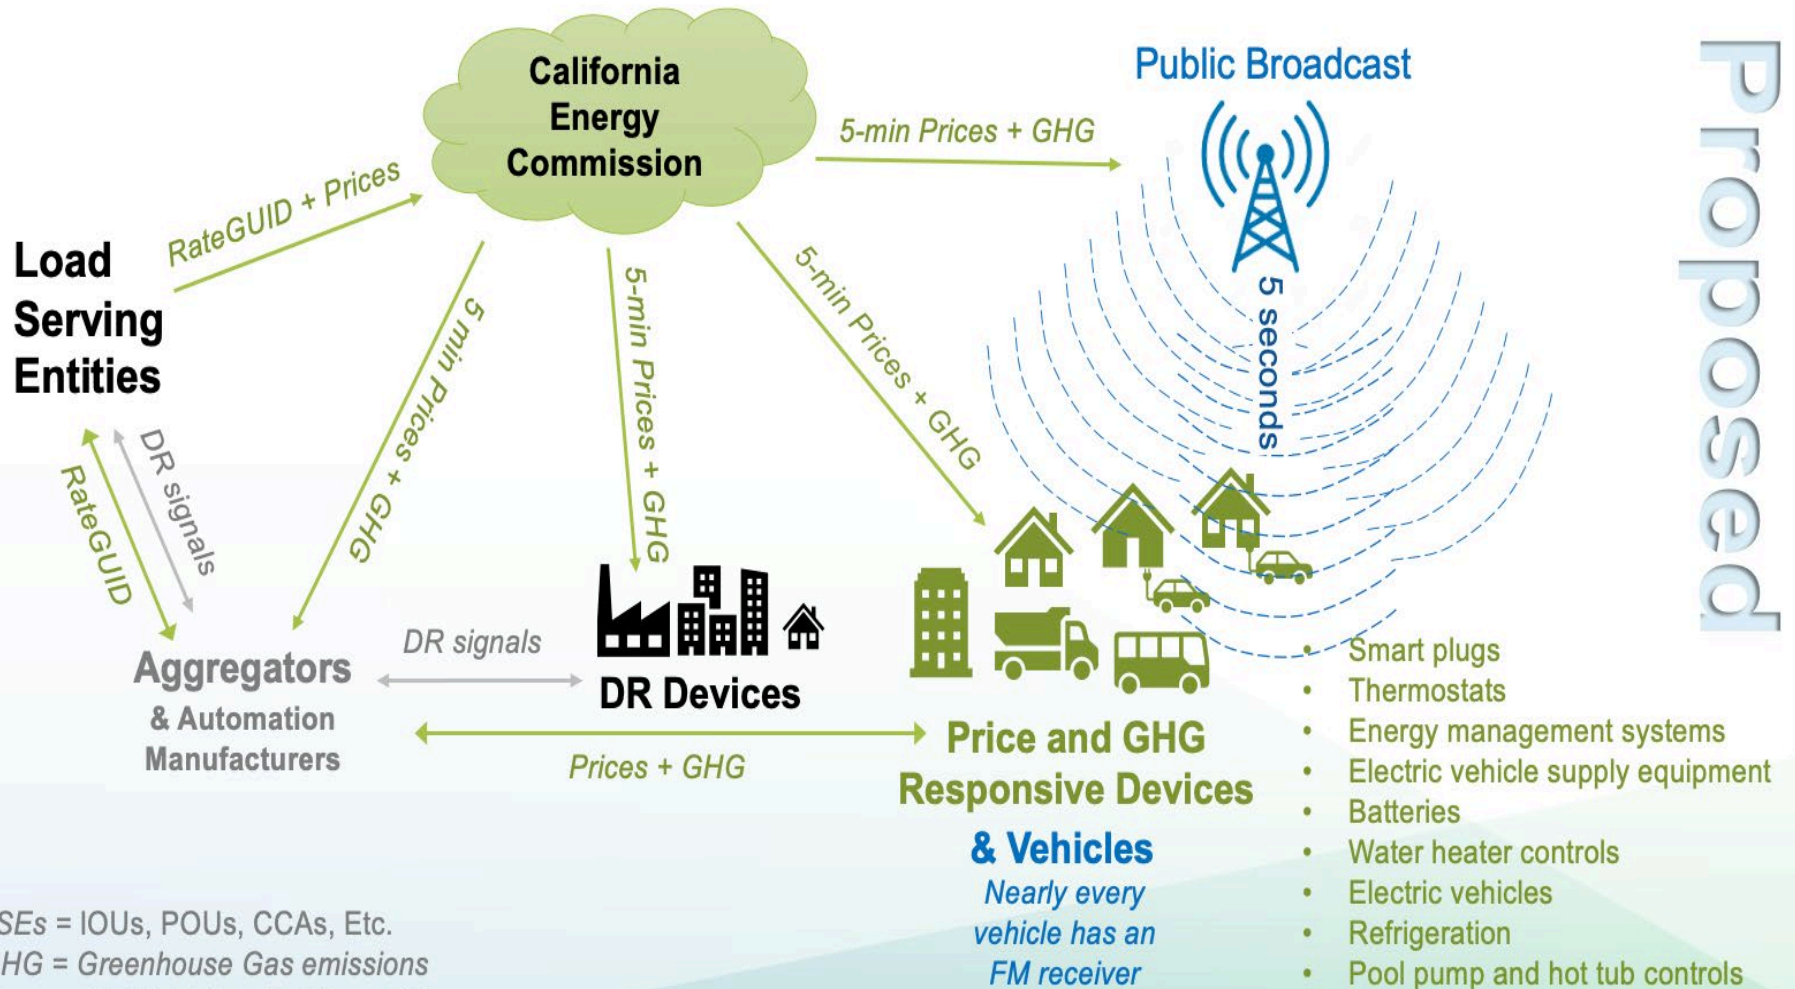 California
Energy
Commission
Public Broadcast
Proposed
5-min Prices + GHG
RateGUID + Prices
Load
Serving
Entities
5 min Prices + GHG
5-min Prices + GHG
5-min Prices + GHG
5 seconds
RateGUID
DR signals
Aggregators
& Automation
Manufacturers
DR signals
DR Devices
Prices + GHG
Price and GHG
Responsive Devices
& Vehicles
Nearly every
vehicle has an
FM receiver
• Smart plugs
• Thermostats
• Energy management systems
• Electric vehicle supply equipment
• Batteries
• Water heater controls
• Electric vehicles
• Refrigeration
• Pool pump and hot tub controls
SEs = IOUs, POUs, CCAs, Etc.
HG = Greenhouse Gas emissions